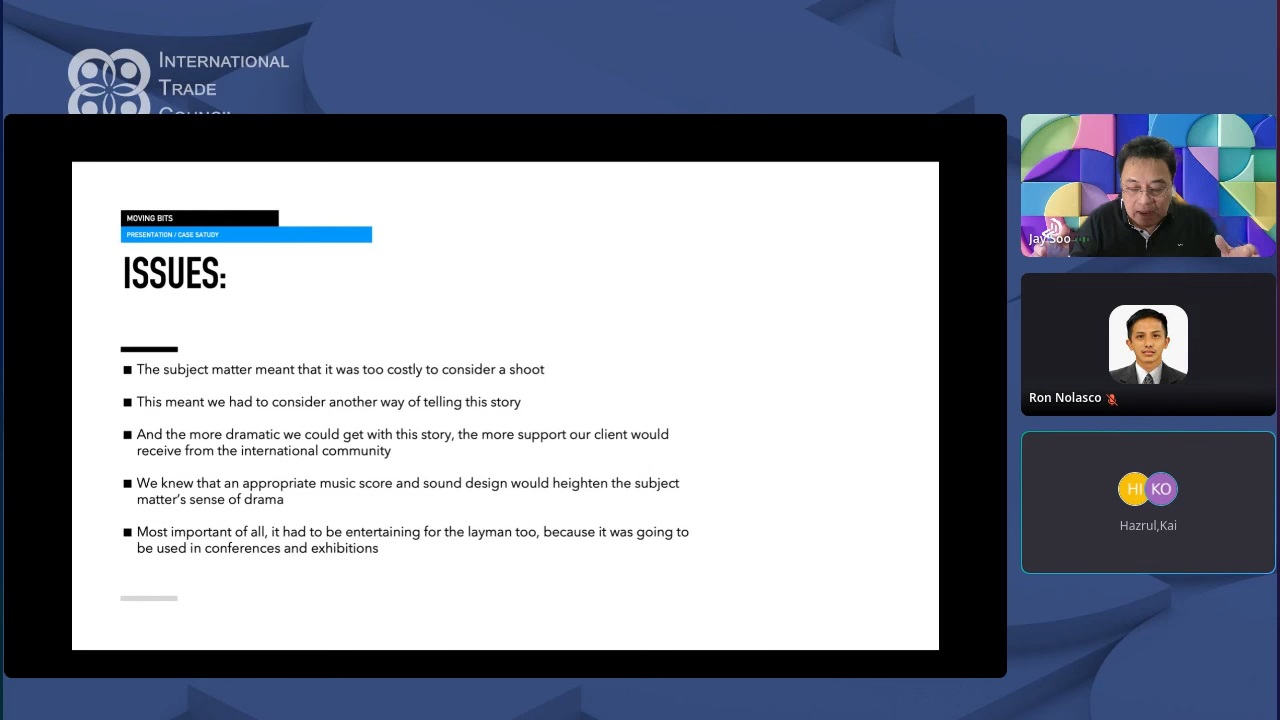 INTERNATIONAL
TRADE
COUNCIL
MOVING BITS
PRESENTATION / CASE SATUDY
ISSUES:
■ The subject matter meant that it was too costly to consider a shoot
■ This meant we had to consider another way of telling this story
■ And the more dramatic we could get with this story, the more support our client would
receive from the international community
■ We knew that an appropriate music score and sound design would heighten the subject
matter's sense of drama
■ Most important of all, it had to be entertaining for the layman too, because it was going to
be used in conferences and exhibitions
Jay Soo
Ron Nolasco
HI KO
Hazrul,Kai